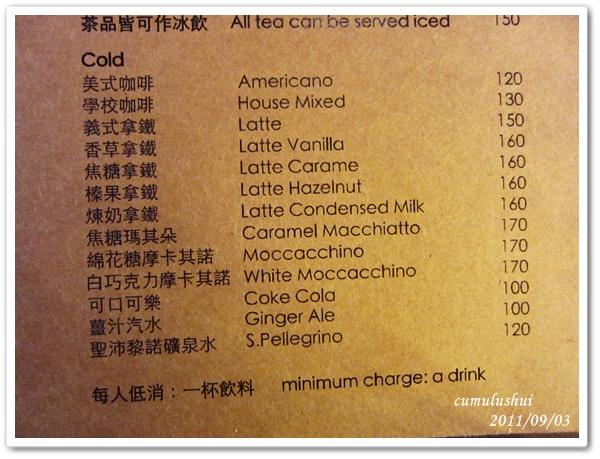 茶品皆可作冰飲 All tea can be served iced 150
Cold
美式咖啡 Americano 120
學校咖啡 House Mixed 130
義式拿鐵 Latte 150
香草拿鐵 Latte Vanilla 160
焦糖拿鐵 Latte Carame 160
榛果拿鐵 Latte Hazelnut 160
煉奶拿鐵 Latte Condensed Milk 160
焦糖瑪其朵 Caramel Macchiatto 170
綿花糖摩卡其諾 Moccacchino 170
白巧克力摩卡其諾 White Moccacchino 170
可口可樂 Coke Cola 100
薑汁汽水 Ginger Ale 100
聖沛黎諾礦泉水 S.Pellegrino 120
每人低消：一杯飲料 minimum charge: a drink
cumulushui
2011/09/03